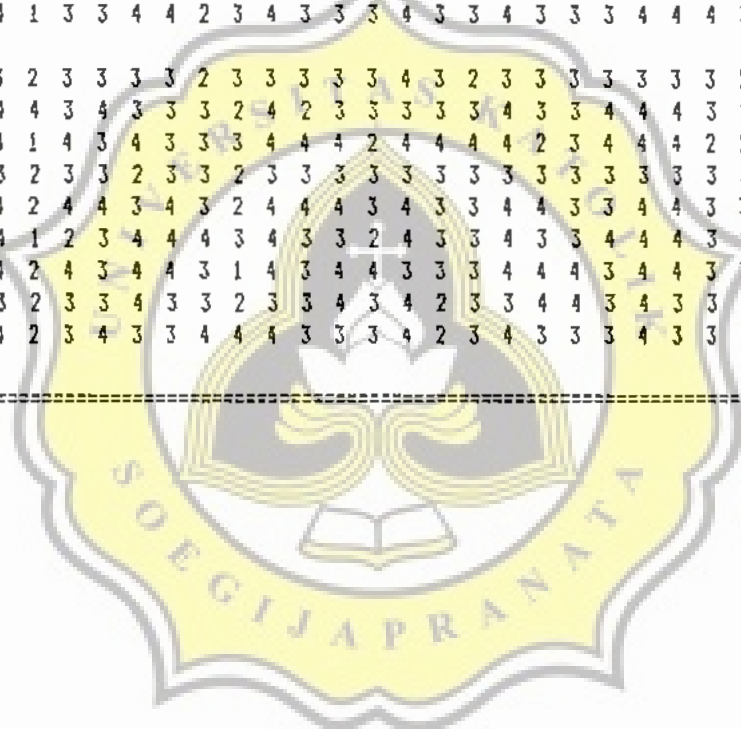 1 3 3 4 4 2 3 4 3 3 3 4 3 3 4 3 3 3 4 4 4
2 3 3 3 3 2 3 3 3 3 3 4 3 2 3 3 3 3 3 3 3
4 3 4 3 3 3 2 4 2 3 3 3 3 3 4 3 3 4 4 4 3
1 4 3 4 3 3 3 4 4 4 2 4 4 4 4 2 3 4 4 4 2
2 3 3 2 3 3 2 3 3 3 3 3 3 3 3 3 3 3 3 3 3
2 4 4 3 4 3 2 4 4 4 3 4 3 3 4 4 3 3 4 4 3
1 2 3 4 4 4 3 4 3 3 2 4 3 3 4 3 3 4 4 4 3
2 4 3 4 4 3 1 4 3 4 4 3 3 3 4 4 4 3 4 4 3
2 3 3 4 3 3 2 3 3 4 3 4 2 3 3 4 4 3 4 3 3
2 3 4 3 3 4 4 4 3 3 3 4 2 3 4 3 3 3 4 3 3
UNIVERSITAS KATOLIK
SOEGIJAPRANATA